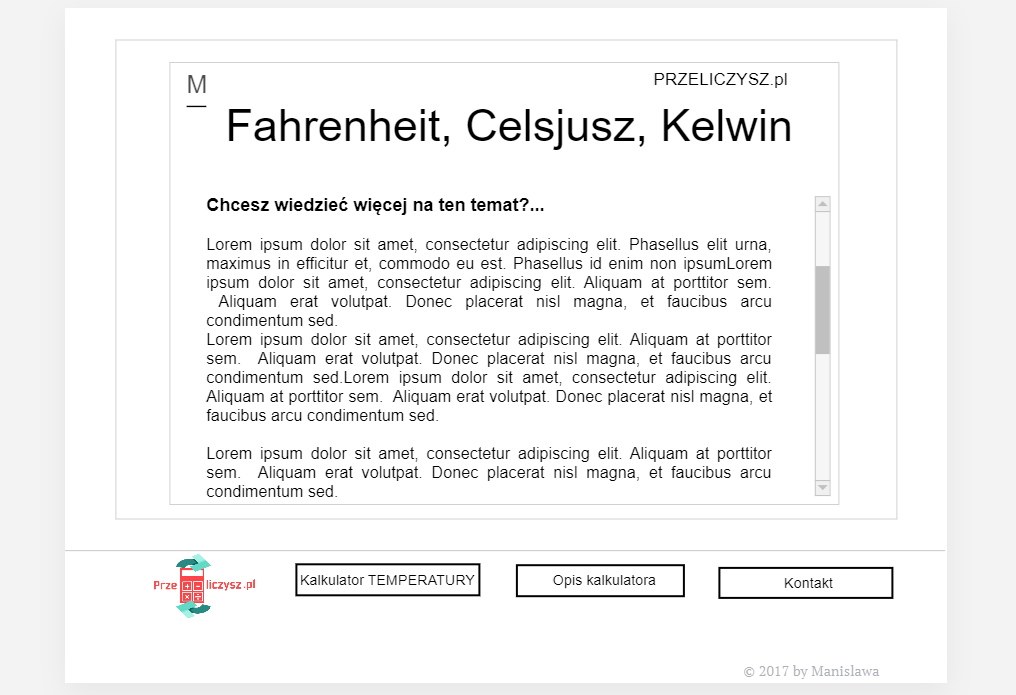 M
PRZELICZYSZ.pl
Fahrenheit, Celsjusz, Kelwin
Chcesz wiedzieć więcej na ten temat?...
Lorem ipsum dolor sit amet, consectetur adipiscing elit. Phasellus elit urna,
maximus in efficitur et, commodo eu est. Phasellus id enim non ipsumLorem
ipsum dolor sit amet, consectetur adipiscing elit. Aliquam at porttitor sem.
Aliquam erat volutpat. Donec placerat nisl magna, et faucibus arcu
condimentum sed.
Lorem ipsum dolor sit amet, consectetur adipiscing elit. Aliquam at porttitor
sem. Aliquam erat volutpat. Donec placerat nisl magna, et faucibus arcu
condimentum sed.Lorem ipsum dolor sit amet, consectetur adipiscing elit.
Aliquam at porttitor sem. Aliquam erat volutpat. Donec placerat nisl magna, et
faucibus arcu condimentum sed.
Lorem ipsum dolor sit amet, consectetur adipiscing elit. Aliquam at porttitor
sem. Aliquam erat volutpat. Donec placerat nisl magna, et faucibus arcu
condimentum sed.
Prze liczysz.pl
Kalkulator TEMPERATURY
Opis kalkulatora
Kontakt
© 2017 by Manislawa